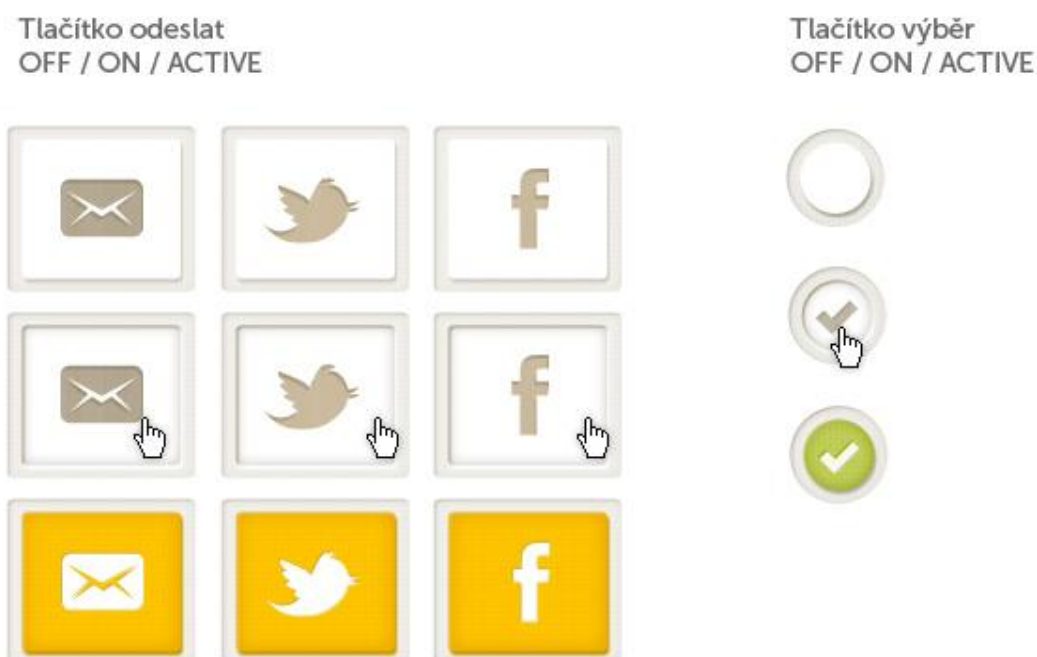 Tlačítko odeslat
OFF / ON / ACTIVE
Tlačítko výběr
OFF / ON / ACTIVE